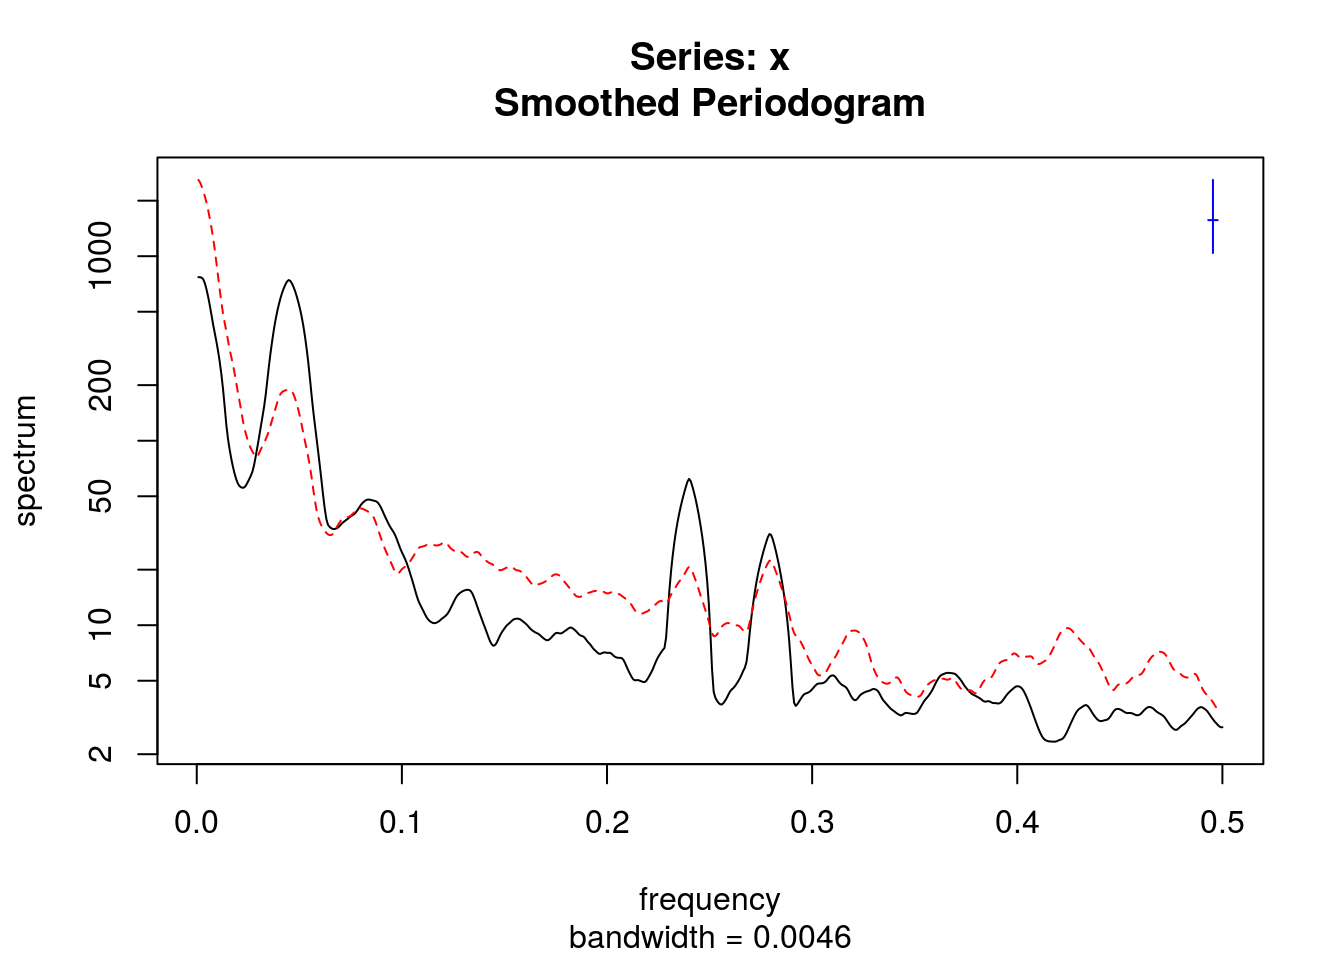 Series: x
Smoothed Periodogram
spectrum
1000
200
50
10
5
2
0.0 0.1 0.2 0.3 0.4 0.5
frequency
bandwidth = 0.0046